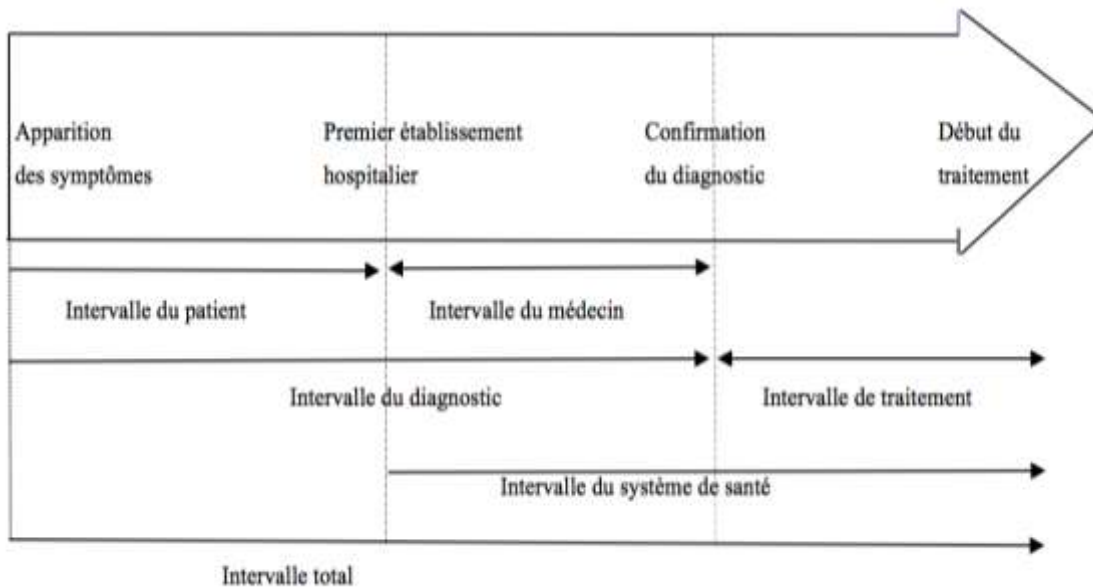 Apparition
des symptômes
Premier établissement
hospitalier
Confirmation
du diagnostic
Début du
traitement
Intervalle du patient
Intervalle du médecin
Intervalle du diagnostic
Intervalle de traitement
Intervalle du système de santé
Intervalle total